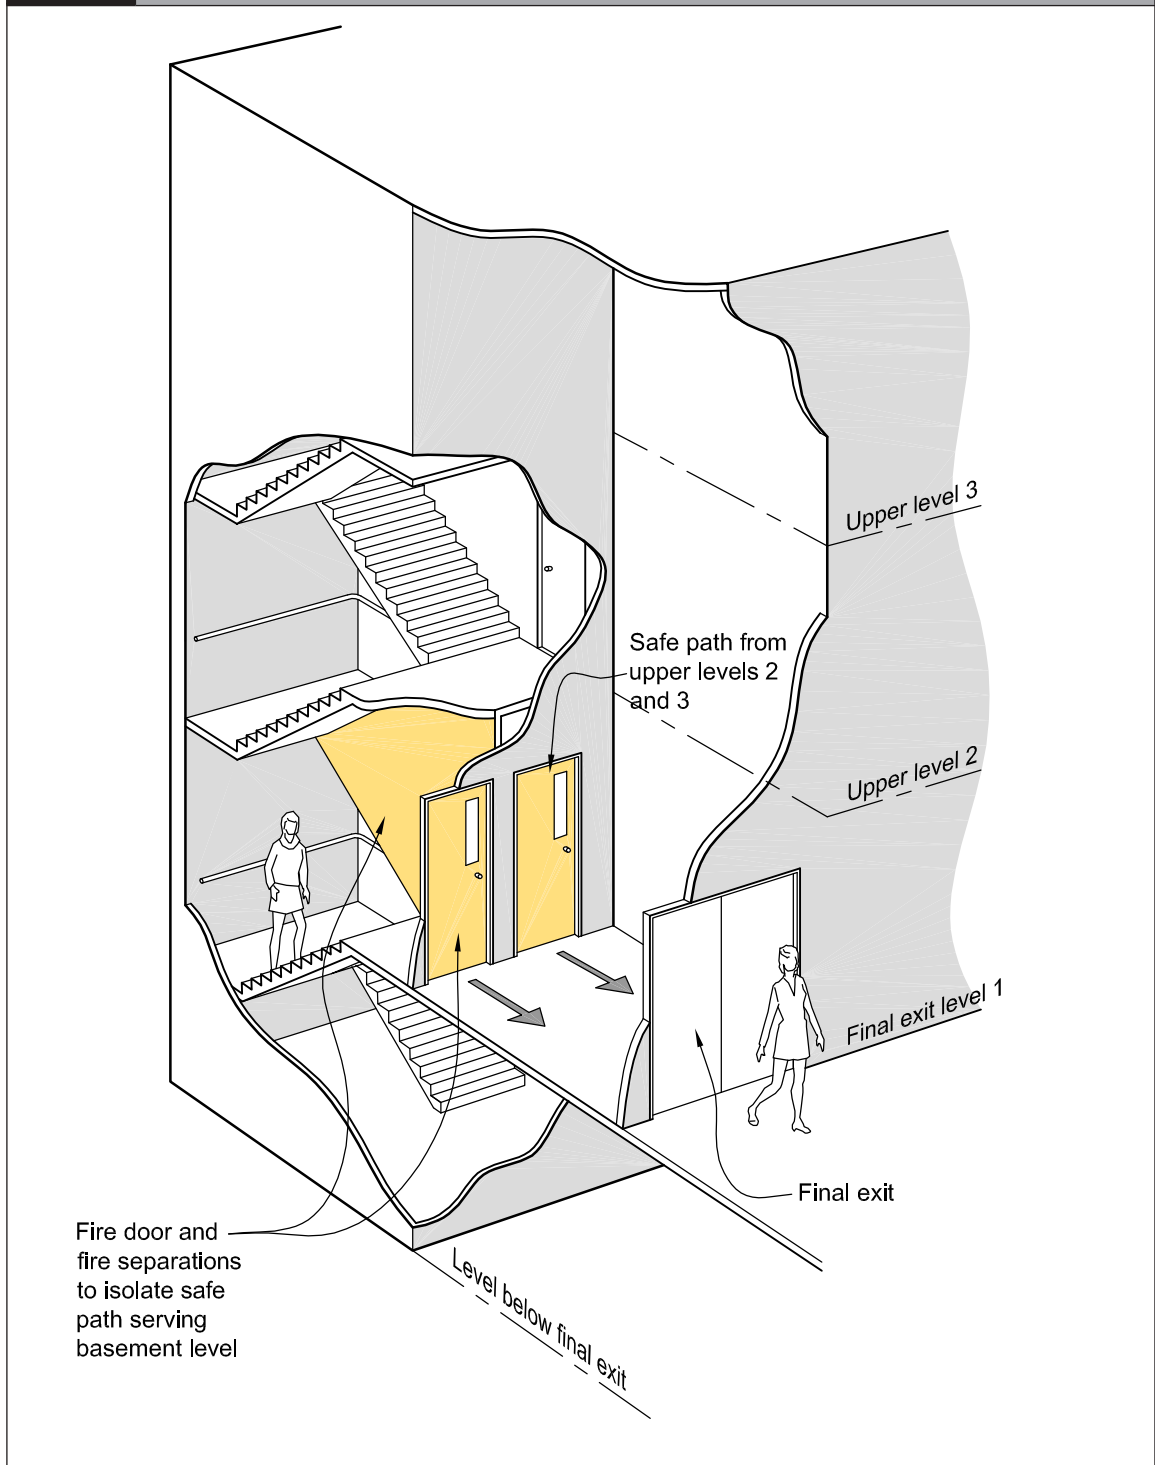 Upper level 3
Safe path from
upper levels 2
and 3
Upper level 2
Final exit level 1
Final exit
Fire door and
fire separations
to isolate safe
path serving
basement level
Level below final exit